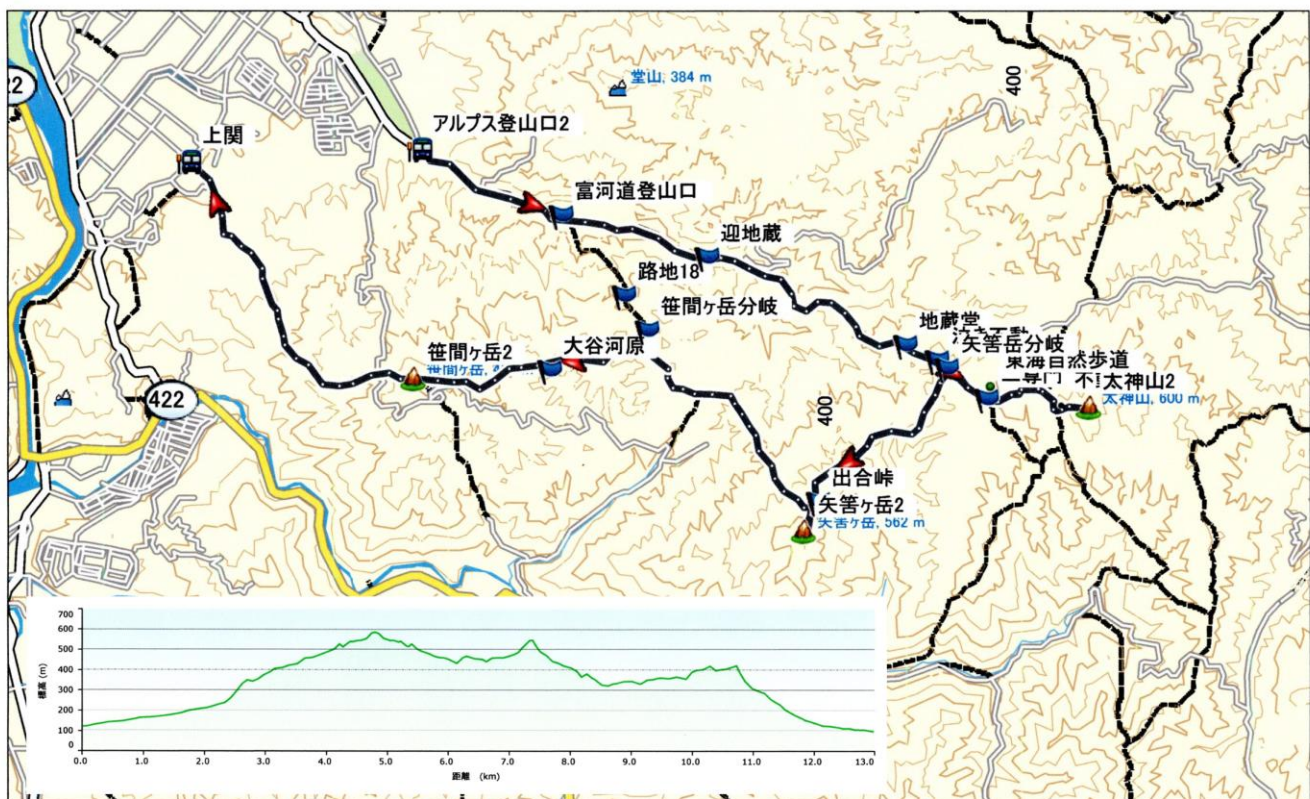 22
堂山, 384 m
400
上関
アルプス登山口2
富河道登山口
迎地蔵
路地18
笹間ヶ岳分岐
地蔵堂
矢筈岳分岐
大谷河原
笹間ヶ岳2
東海自然歩道
太神山2
太神山, 600 m
422
400
出合峠
矢筈ヶ岳2
矢筈ヶ岳, 562 m
700
600
500
400
300
200
100
0
標高 (m)
0.0 1.0 2.0 3.0 4.0 5.0 6.0 7.0 8.0 9.0 10.0 11.0 12.0 13.0
距離 (km)